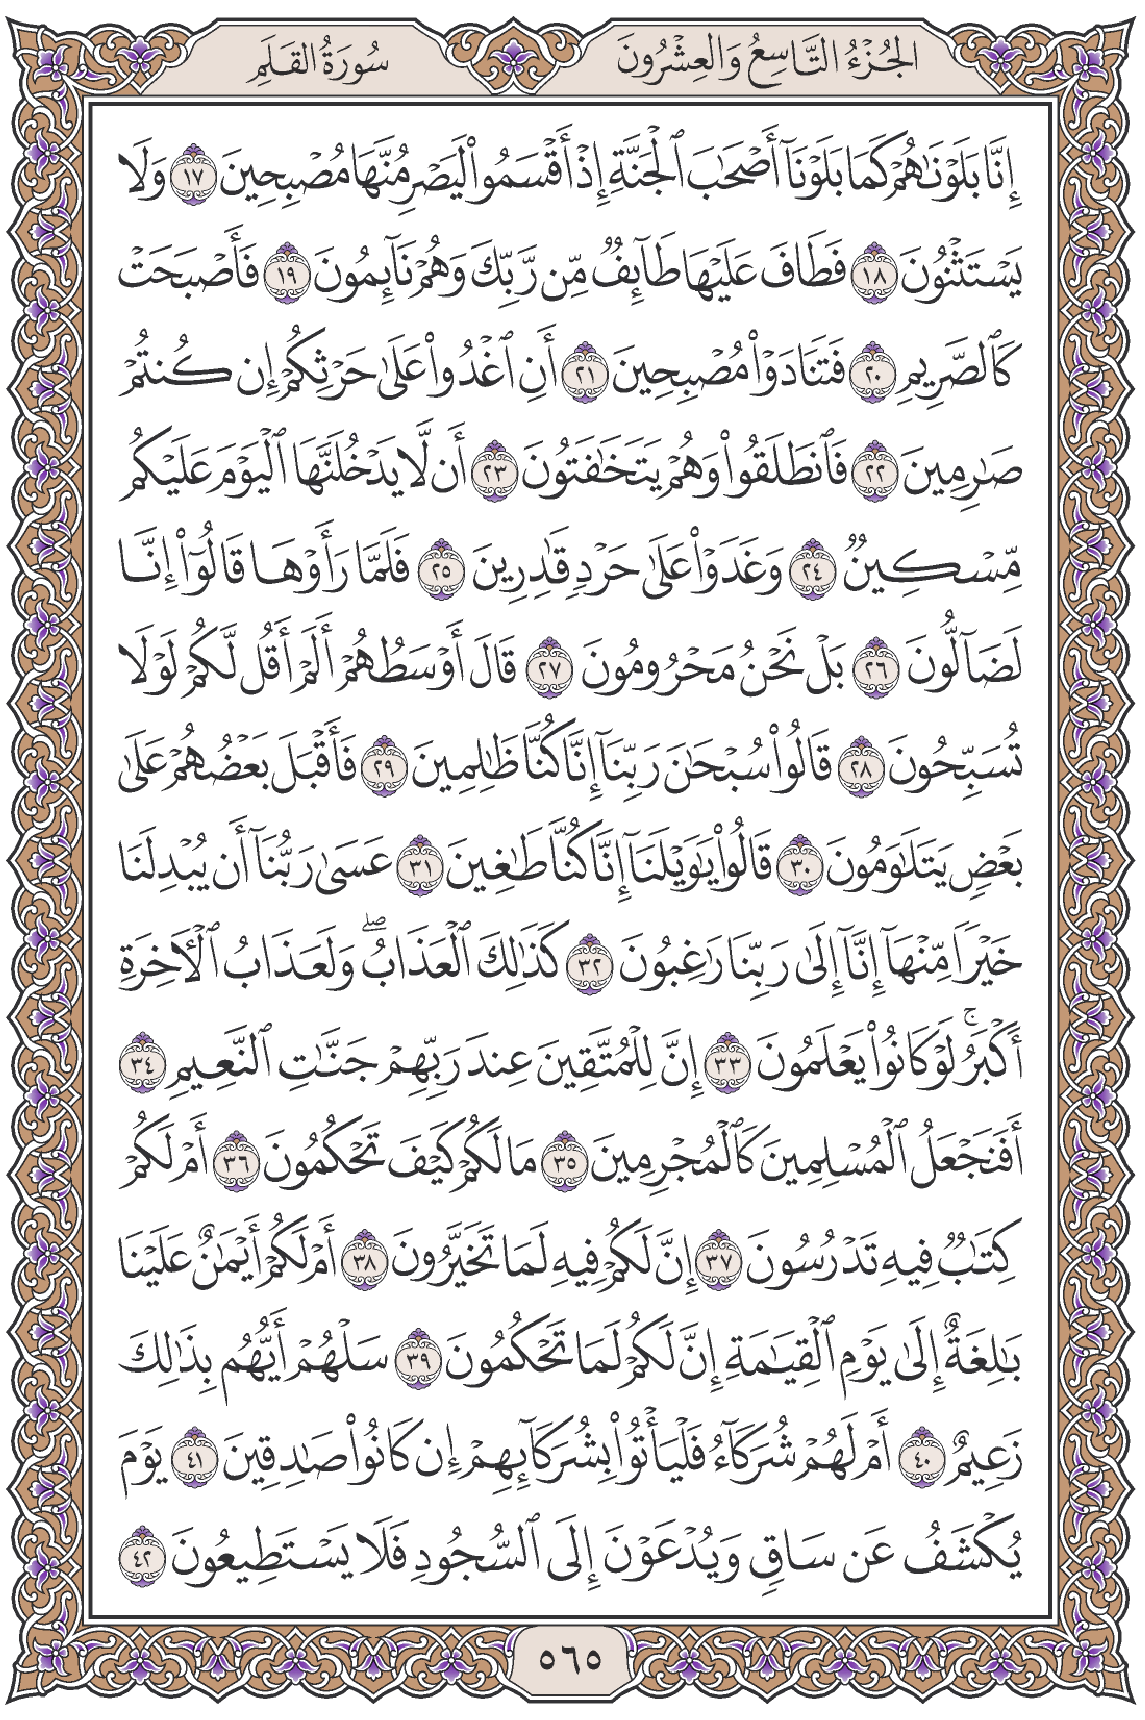 الجُزْءُ التَّاسِعُ وَالعِشْرُونَ
سُورَةُ القَلَمِ
إِنَّا بَلَوْنَٰهُمْ كَمَا بَلَوْنَآ أَصْحَٰبَ ٱلْجَنَّةِ إِذْ أَقْسَمُوا۟ لَيَصْرِمُنَّهَا مُصْبِحِينَ ١٧ وَلَا
يَسْتَثْنُونَ ١٨ فَطَافَ عَلَيْهَا طَآئِفٌ مِّن رَّبِّكَ وَهُمْ نَآئِمُونَ ١٩ فَأَصْبَحَتْ
كَٱلصَّرِيمِ ٢٠ فَتَنَادَوْا۟ مُصْبِحِينَ ٢١ أَنِ ٱغْدُوا۟ عَلَىٰ حَرْثِكُمْ إِن كُنتُمْ
صَٰرِمِينَ ٢٢ فَٱنطَلَقُوا۟ وَهُمْ يَتَخَٰفَتُونَ ٢٣ أَن لَّا يَدْخُلَنَّهَا ٱلْيَوْمَ عَلَيْكُم
مِّسْكِينٌ ٢٤ وَغَدَوْا۟ عَلَىٰ حَرْدٍ قَٰدِرِينَ ٢٥ فَلَمَّا رَأَوْهَا قَالُوٓا۟ إِنَّا
لَضَآلُّونَ ٢٦ بَلْ نَحْنُ مَحْرُومُونَ ٢٧ قَالَ أَوْسَطُهُمْ أَلَمْ أَقُل لَّكُمْ لَوْلَا
تُسَبِّحُونَ ٢٨ قَالُوا۟ سُبْحَٰنَ رَبِّنَآ إِنَّا كُنَّا ظَٰلِمِينَ ٢٩ فَأَقْبَلَ بَعْضُهُمْ عَلَىٰ
بَعْضٍ يَتَلَٰوَمُونَ ٣٠ قَالُوا۟ يَٰوَيْلَنَآ إِنَّا كُنَّا طَٰغِينَ ٣١ عَسَىٰ رَبُّنَآ أَن يُبْدِلَنَا
خَيْرًا مِّنْهَآ إِنَّآ إِلَىٰ رَبِّنَا رَٰغِبُونَ ٣٢ كَذَٰلِكَ ٱلْعَذَابُ ۖ وَلَعَذَابُ ٱلْـَٔاخِرَةِ
أَكْبَرُ ۚ لَوْ كَانُوا۟ يَعْلَمُونَ ٣٣ إِنَّ لِلْمُتَّقِينَ عِندَ رَبِّهِمْ جَنَّٰتِ ٱلنَّعِيمِ ٣٤
أَفَنَجْعَلُ ٱلْمُسْلِمِينَ كَٱلْمُجْرِمِينَ ٣٥ مَا لَكُمْ كَيْفَ تَحْكُمُونَ ٣٦ أَمْ لَكُمْ
كِتَٰبٌ فِيهِ تَدْرُسُونَ ٣٧ إِنَّ لَكُمْ فِيهِ لَمَا تَخَيَّرُونَ ٣٨ أَمْ لَكُمْ أَيْمَٰنٌ عَلَيْنَا
بَٰلِغَةٌ إِلَىٰ يَوْمِ ٱلْقِيَٰمَةِ إِنَّ لَكُمْ لَمَا تَحْكُمُونَ ٣٩ سَلْهُمْ أَيُّهُم بِذَٰلِكَ
زَعِيمٌ ٤٠ أَمْ لَهُمْ شُرَكَآءُ فَلْيَأْتُوا۟ بِشُرَكَآئِهِمْ إِن كَانُوا۟ صَٰدِقِينَ ٤١ يَوْمَ
يُكْشَفُ عَن سَاقٍ وَيُدْعَوْنَ إِلَى ٱلسُّجُودِ فَلَا يَسْتَطِيعُونَ ٤٢
٥٦٥